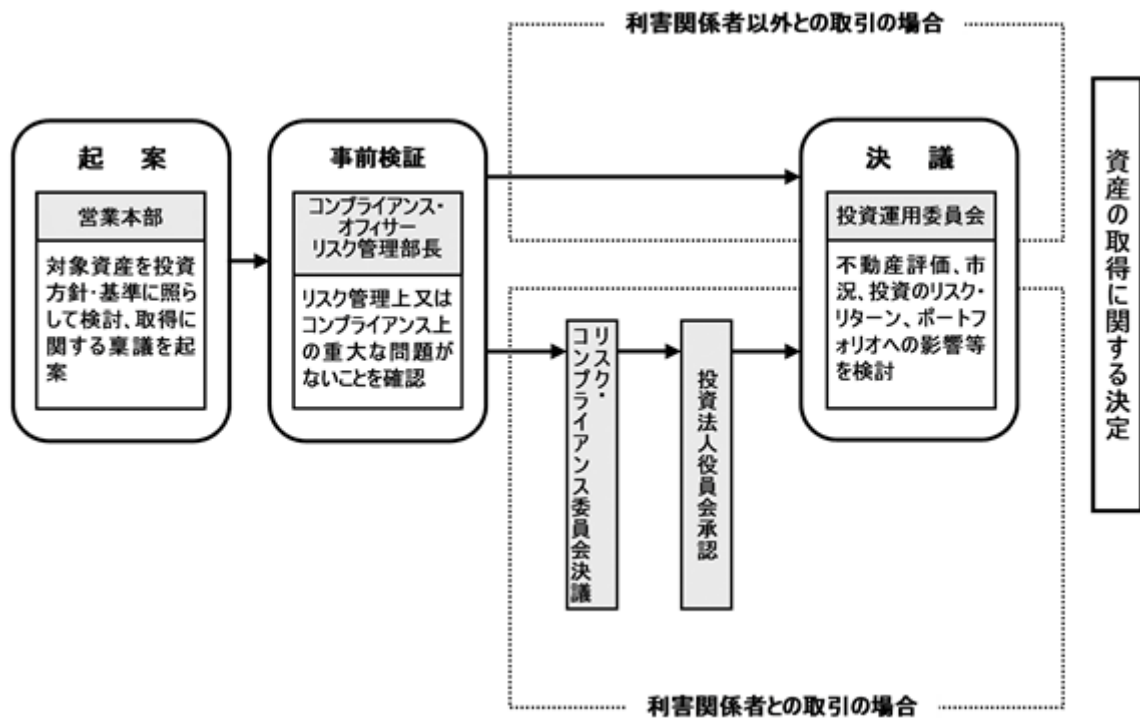 利害関係者以外との取引の場合
起 案
営業本部
対象資産を投資
方針・基準に照ら
して検討、取得に
関する稟議を起
案
事前検証
コンプライアンス・
オフィサー
リスク管理部長
リスク管理上又は
コンプライアンス上
の重大な問題が
ないことを確認
リスク・
コンプライアンス委員会決議
投資法人役員会承認
決 議
投資運用委員会
不動産評価、市
況、投資のリスク・
リターン、ポートフ
ォリオへの影響等
を検討
資産の取得に関する決定
利害関係者との取引の場合